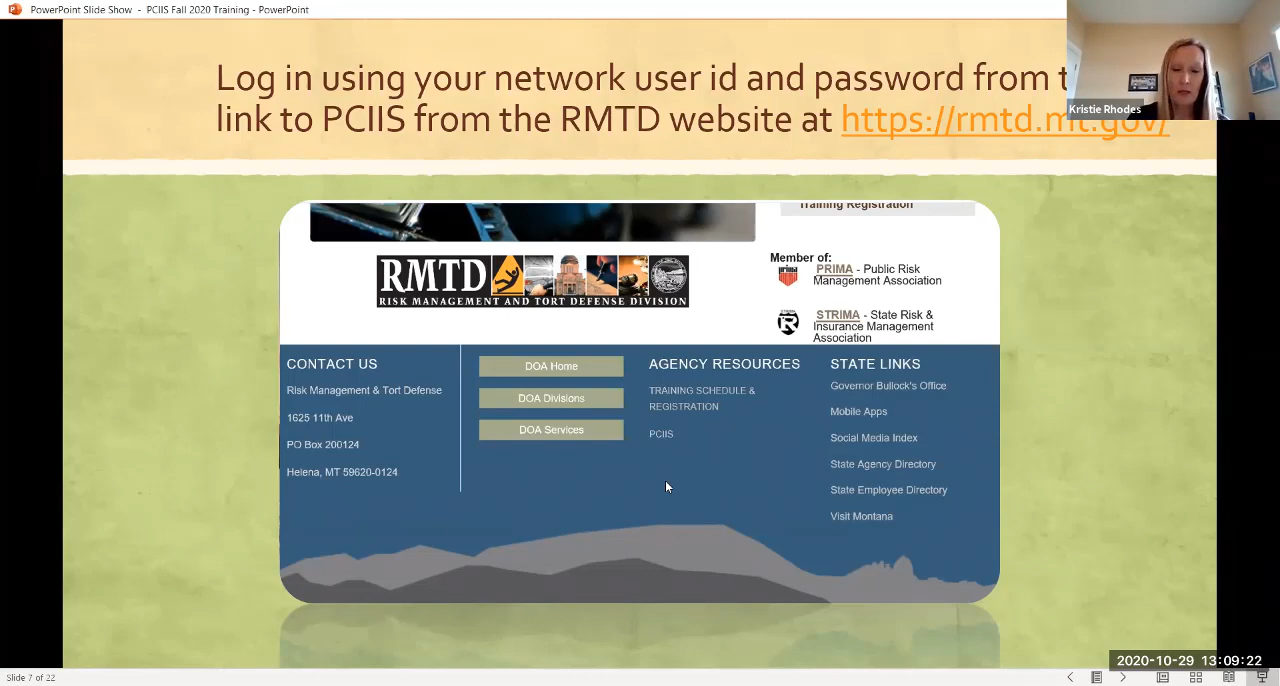 PowerPoint Slide Show - PCIIS Fall 2020 Training - PowerPoint
Log in using your network user id and password from t
link to PCIIS from the RMTD website at https://rmtd.mt.gov/
Kristie Rhodes
Training Registration
RMTD
RISK MANAGEMENT AND TORT DEFENSE DIVISION
Member of:
PRIMA - Public Risk
Management Association
STRIMA - State Risk &
Insurance Management
Association
CONTACT US
Risk Management & Tort Defense
1625 11th Ave
PO Box 200124
Helena, MT 59620-0124
DOA Home
DOA Divisions
DOA Services
AGENCY RESOURCES
TRAINING SCHEDULE &
REGISTRATION
PCIIS
STATE LINKS
Governor Bullock's Office
Mobile Apps
Social Media Index
State Agency Directory
State Employee Directory
Visit Montana
2020-10-29 13:09:22
Slide 7 of 22